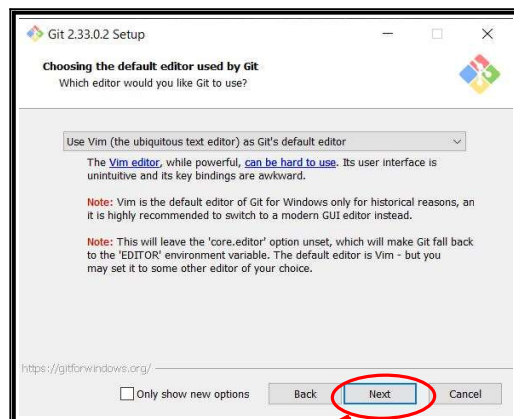 Git 2.33.0.2 Setup
Choosing the default editor used by Git
Which editor would you like Git to use?
Use Vim (the ubiquitous text editor) as Git's default editor
The Vim editor, while powerful, can be hard to use. Its user interface is
unintuitive and its key bindings are awkward.
Note: Vim is the default editor of Git for Windows only for historical reasons, an
it is highly recommended to switch to a modern GUI editor instead.
Note: This will leave the 'core.editor' option unset, which will make Git fall back
to the 'EDITOR' environment variable. The default editor is Vim - but you
may set it to some other editor of your choice.
https://gitforwindows.org/
Only show new options Back Next Cancel